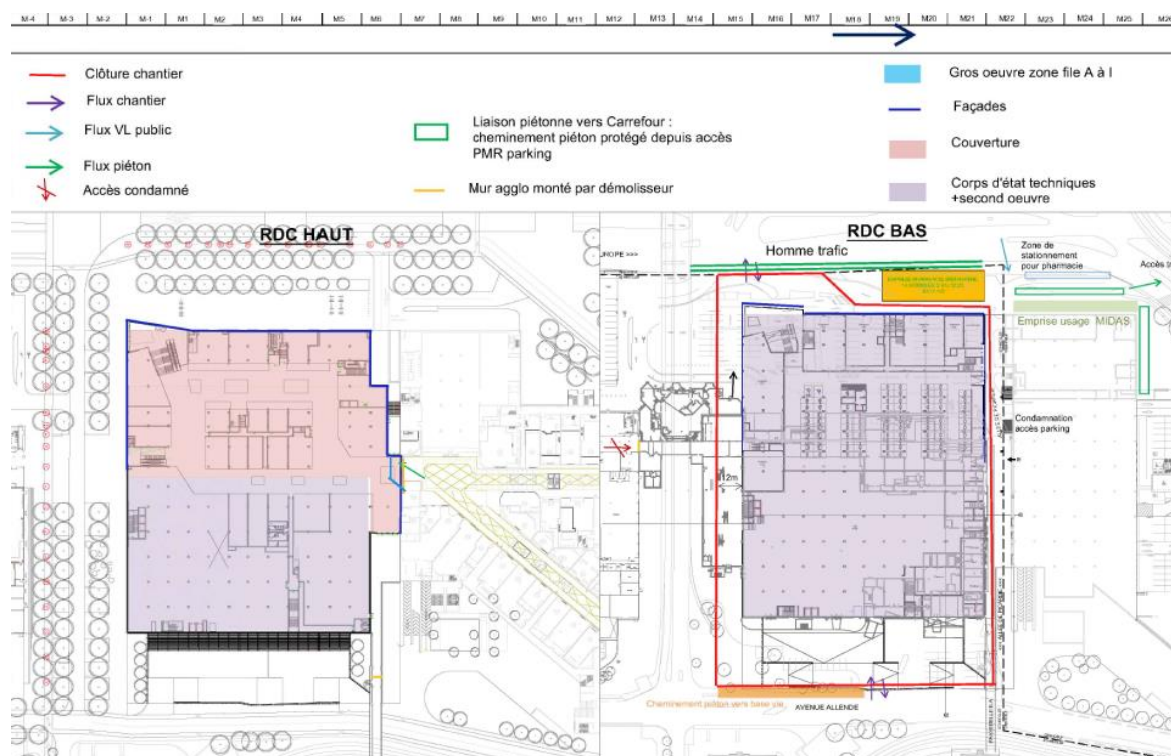 M-4 M-3 M-2 M-1 M1 M2 M3 M4 M5 M6 M7 M8 M9 M10 M11 M12 M13 M14 M15 M16 M17 M18 M19 M20 M21 M22 M23 M24 M25
Clôture chantier
Flux chantier
Flux VL public
Flux piéton
Accès condamné
Liaison piétonne vers Carrefour :
cheminement piéton protégé depuis accès
PMR parking
Mur agglo monté par démolisseur
Gros oeuvre zone file A à I
Façades
Couverture
Corps d'état techniques
+second oeuvre
RDC HAUT
RDC BAS
Homme trafic
Zone de
stationnement
pour pharmacie
Emprise usage MIDAS
Condamnation
accès parking
12m
Cheminement piéton vers base vie
AVENUE ALLENDE